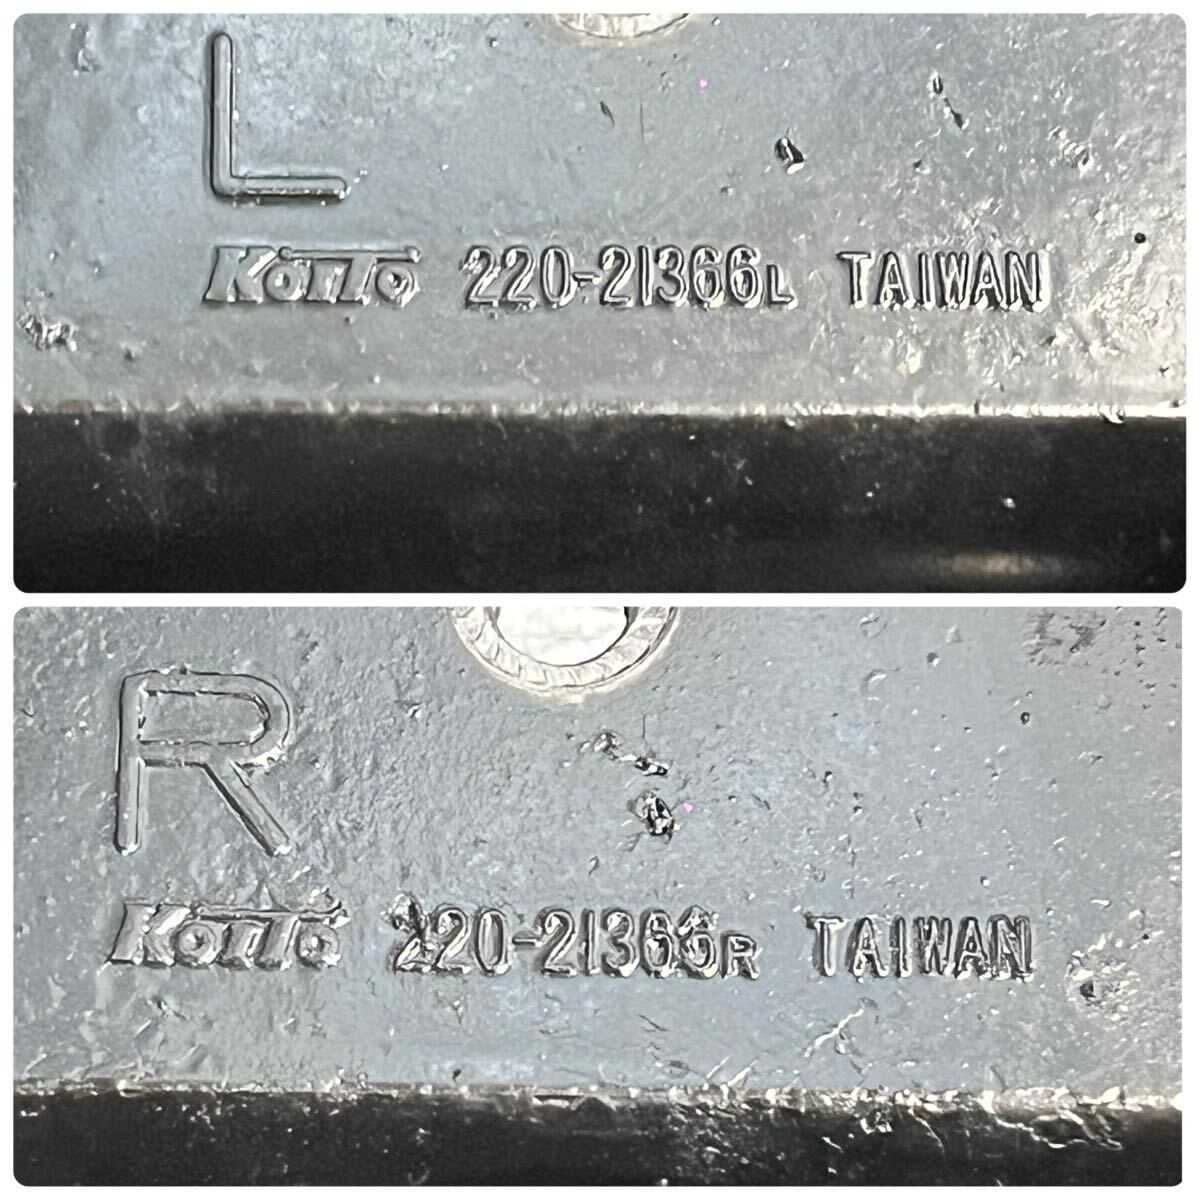 L
KOITO 220-21366L TAIWAN
R
KOITO 220-21366R TAIWAN